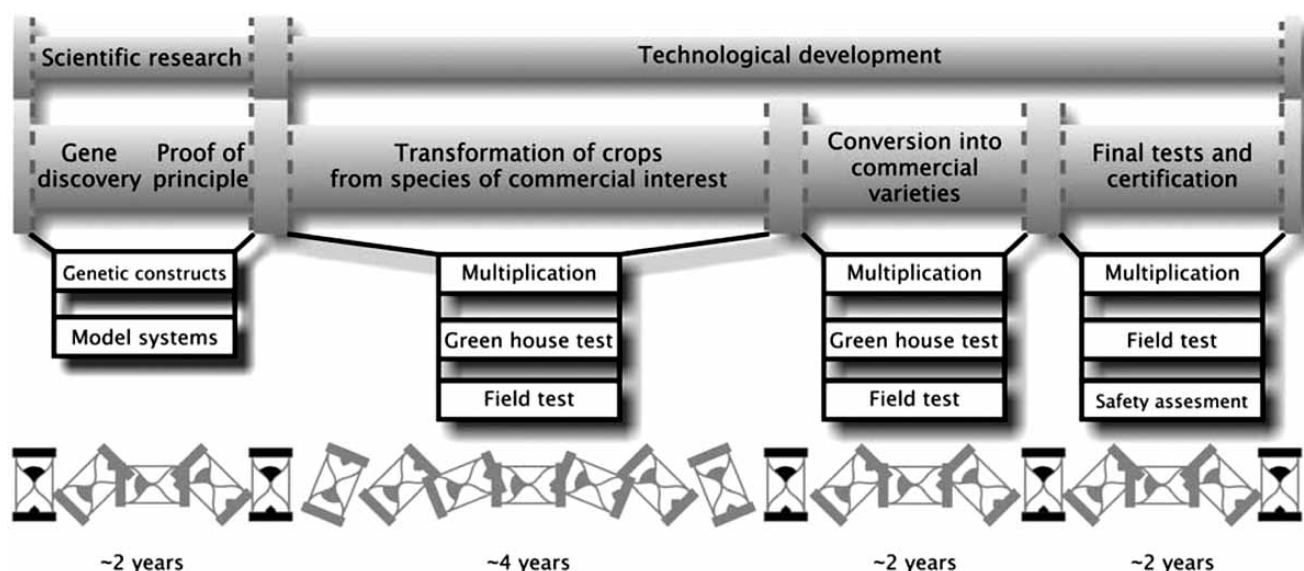 Scientific research
Technological development
Gene discovery
Proof of principle
Transformation of crops
from species of commercial interest
Conversion into
commercial
varieties
Final tests and
certification
Genetic constructs
Model systems
Multiplication
Green house test
Field test
Multiplication
Green house test
Field test
Multiplication
Field test
Safety assesment
~2 years
~4 years
~2 years
~2 years